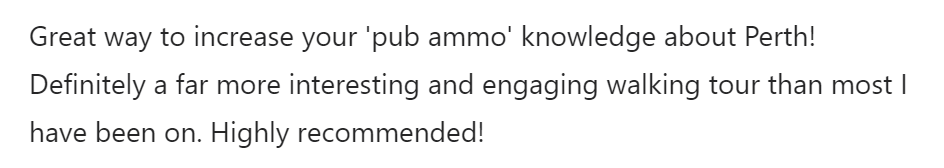 Great way to increase your 'pub ammo' knowledge about Perth!
Definitely a far more interesting and engaging walking tour than most I
have been on. Highly recommended!